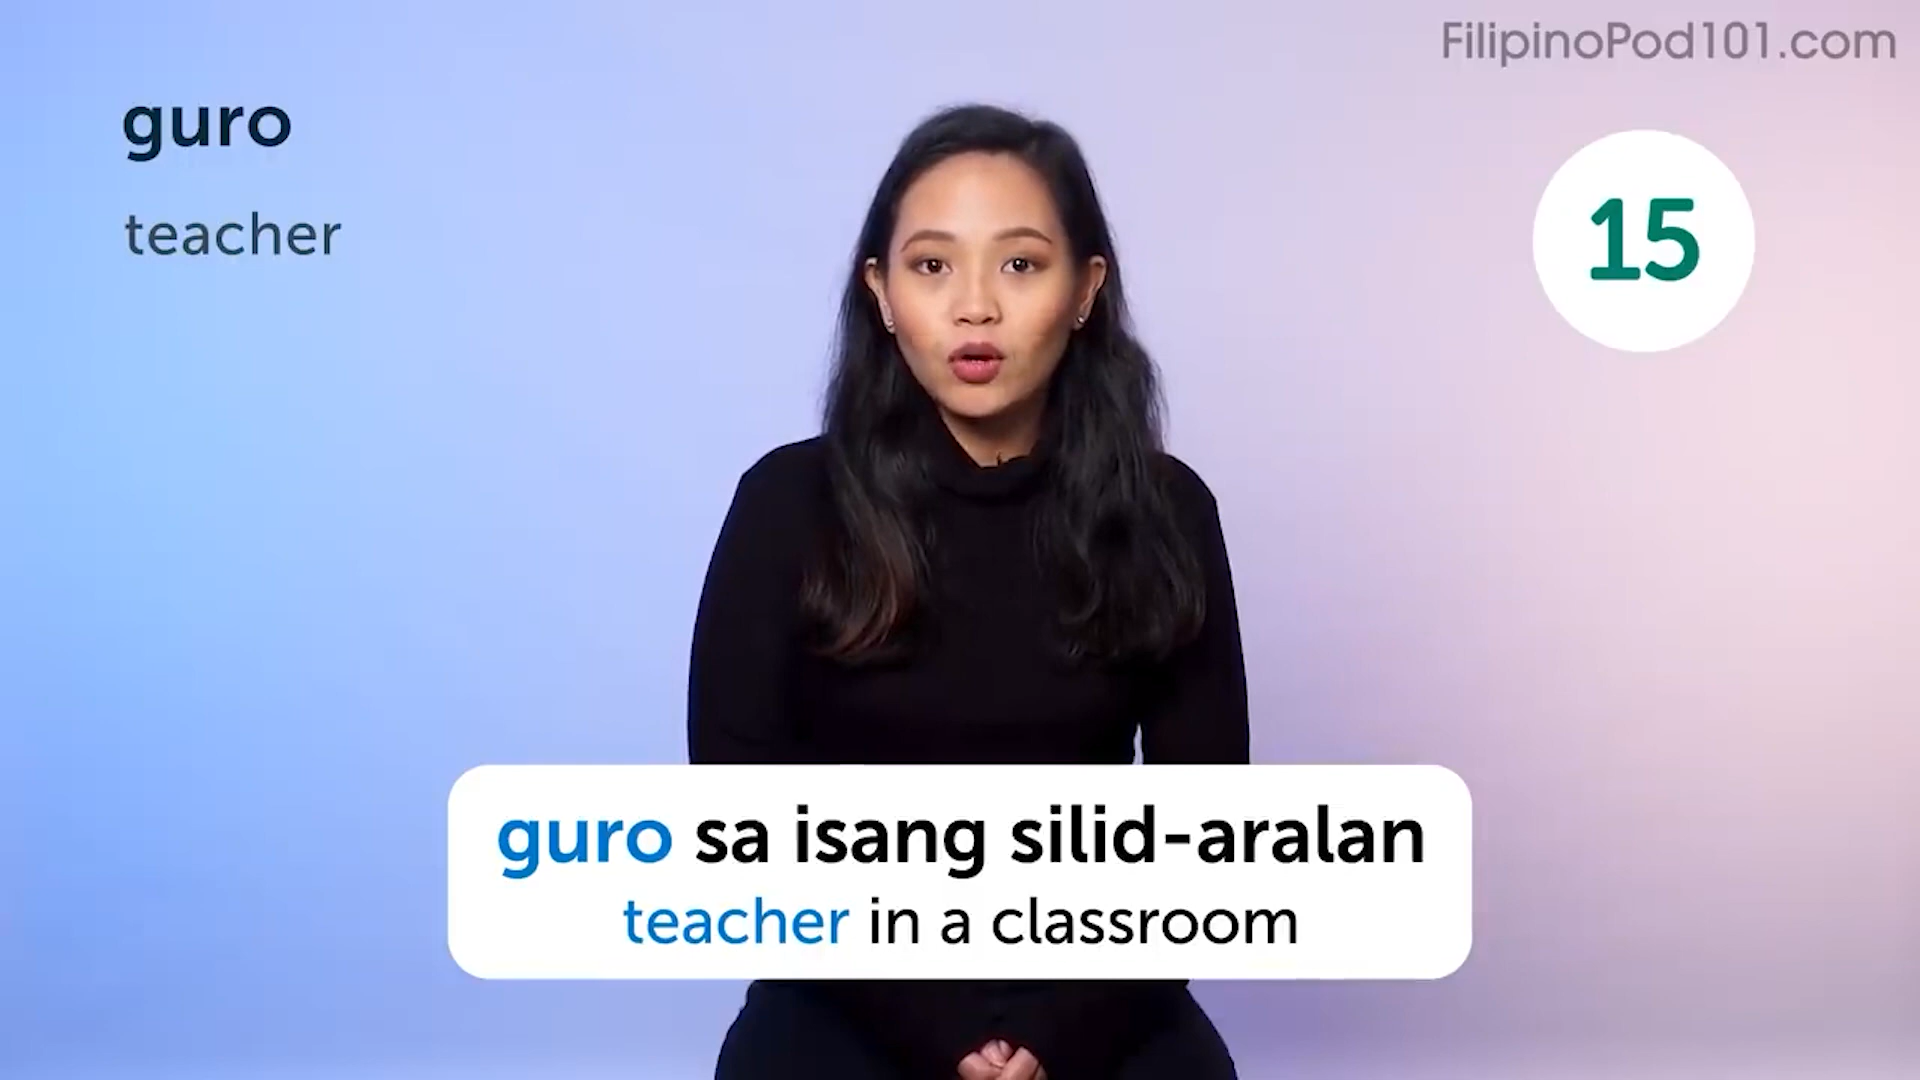 FilipinoPod101.com
guro
teacher
15
guro sa isang silid-aralan
teacher in a classroom